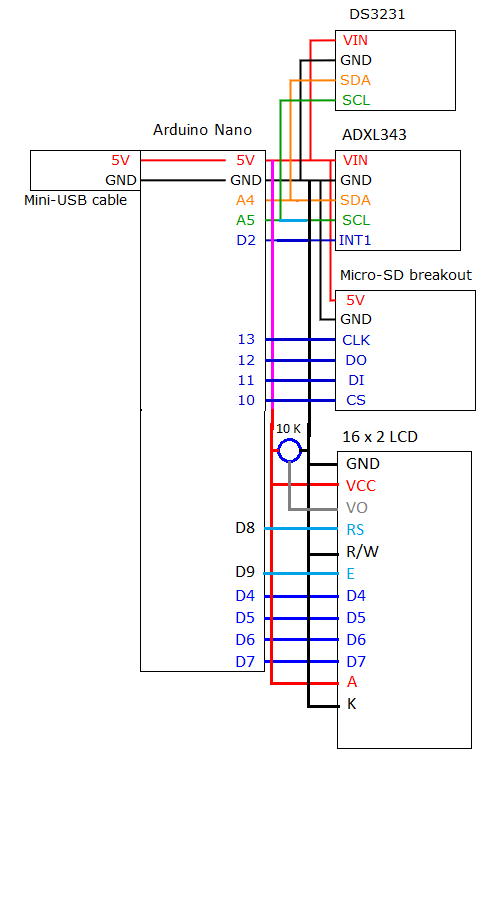 DS3231
VIN
GND
SDA
SCL
Arduino Nano
ADXL343
5V 5V VIN
GND GND GND
Mini-USB cable A4 SDA
A5 SCL
D2 INT1
Micro-SD breakout
5V
GND
13 CLK
12 DO
11 DI
10 CS
10 K
16 x 2 LCD
GND
VCC
VO
D8 RS
R/W
D9 E
D4 D4
D5 D5
D6 D6
D7 D7
A
K